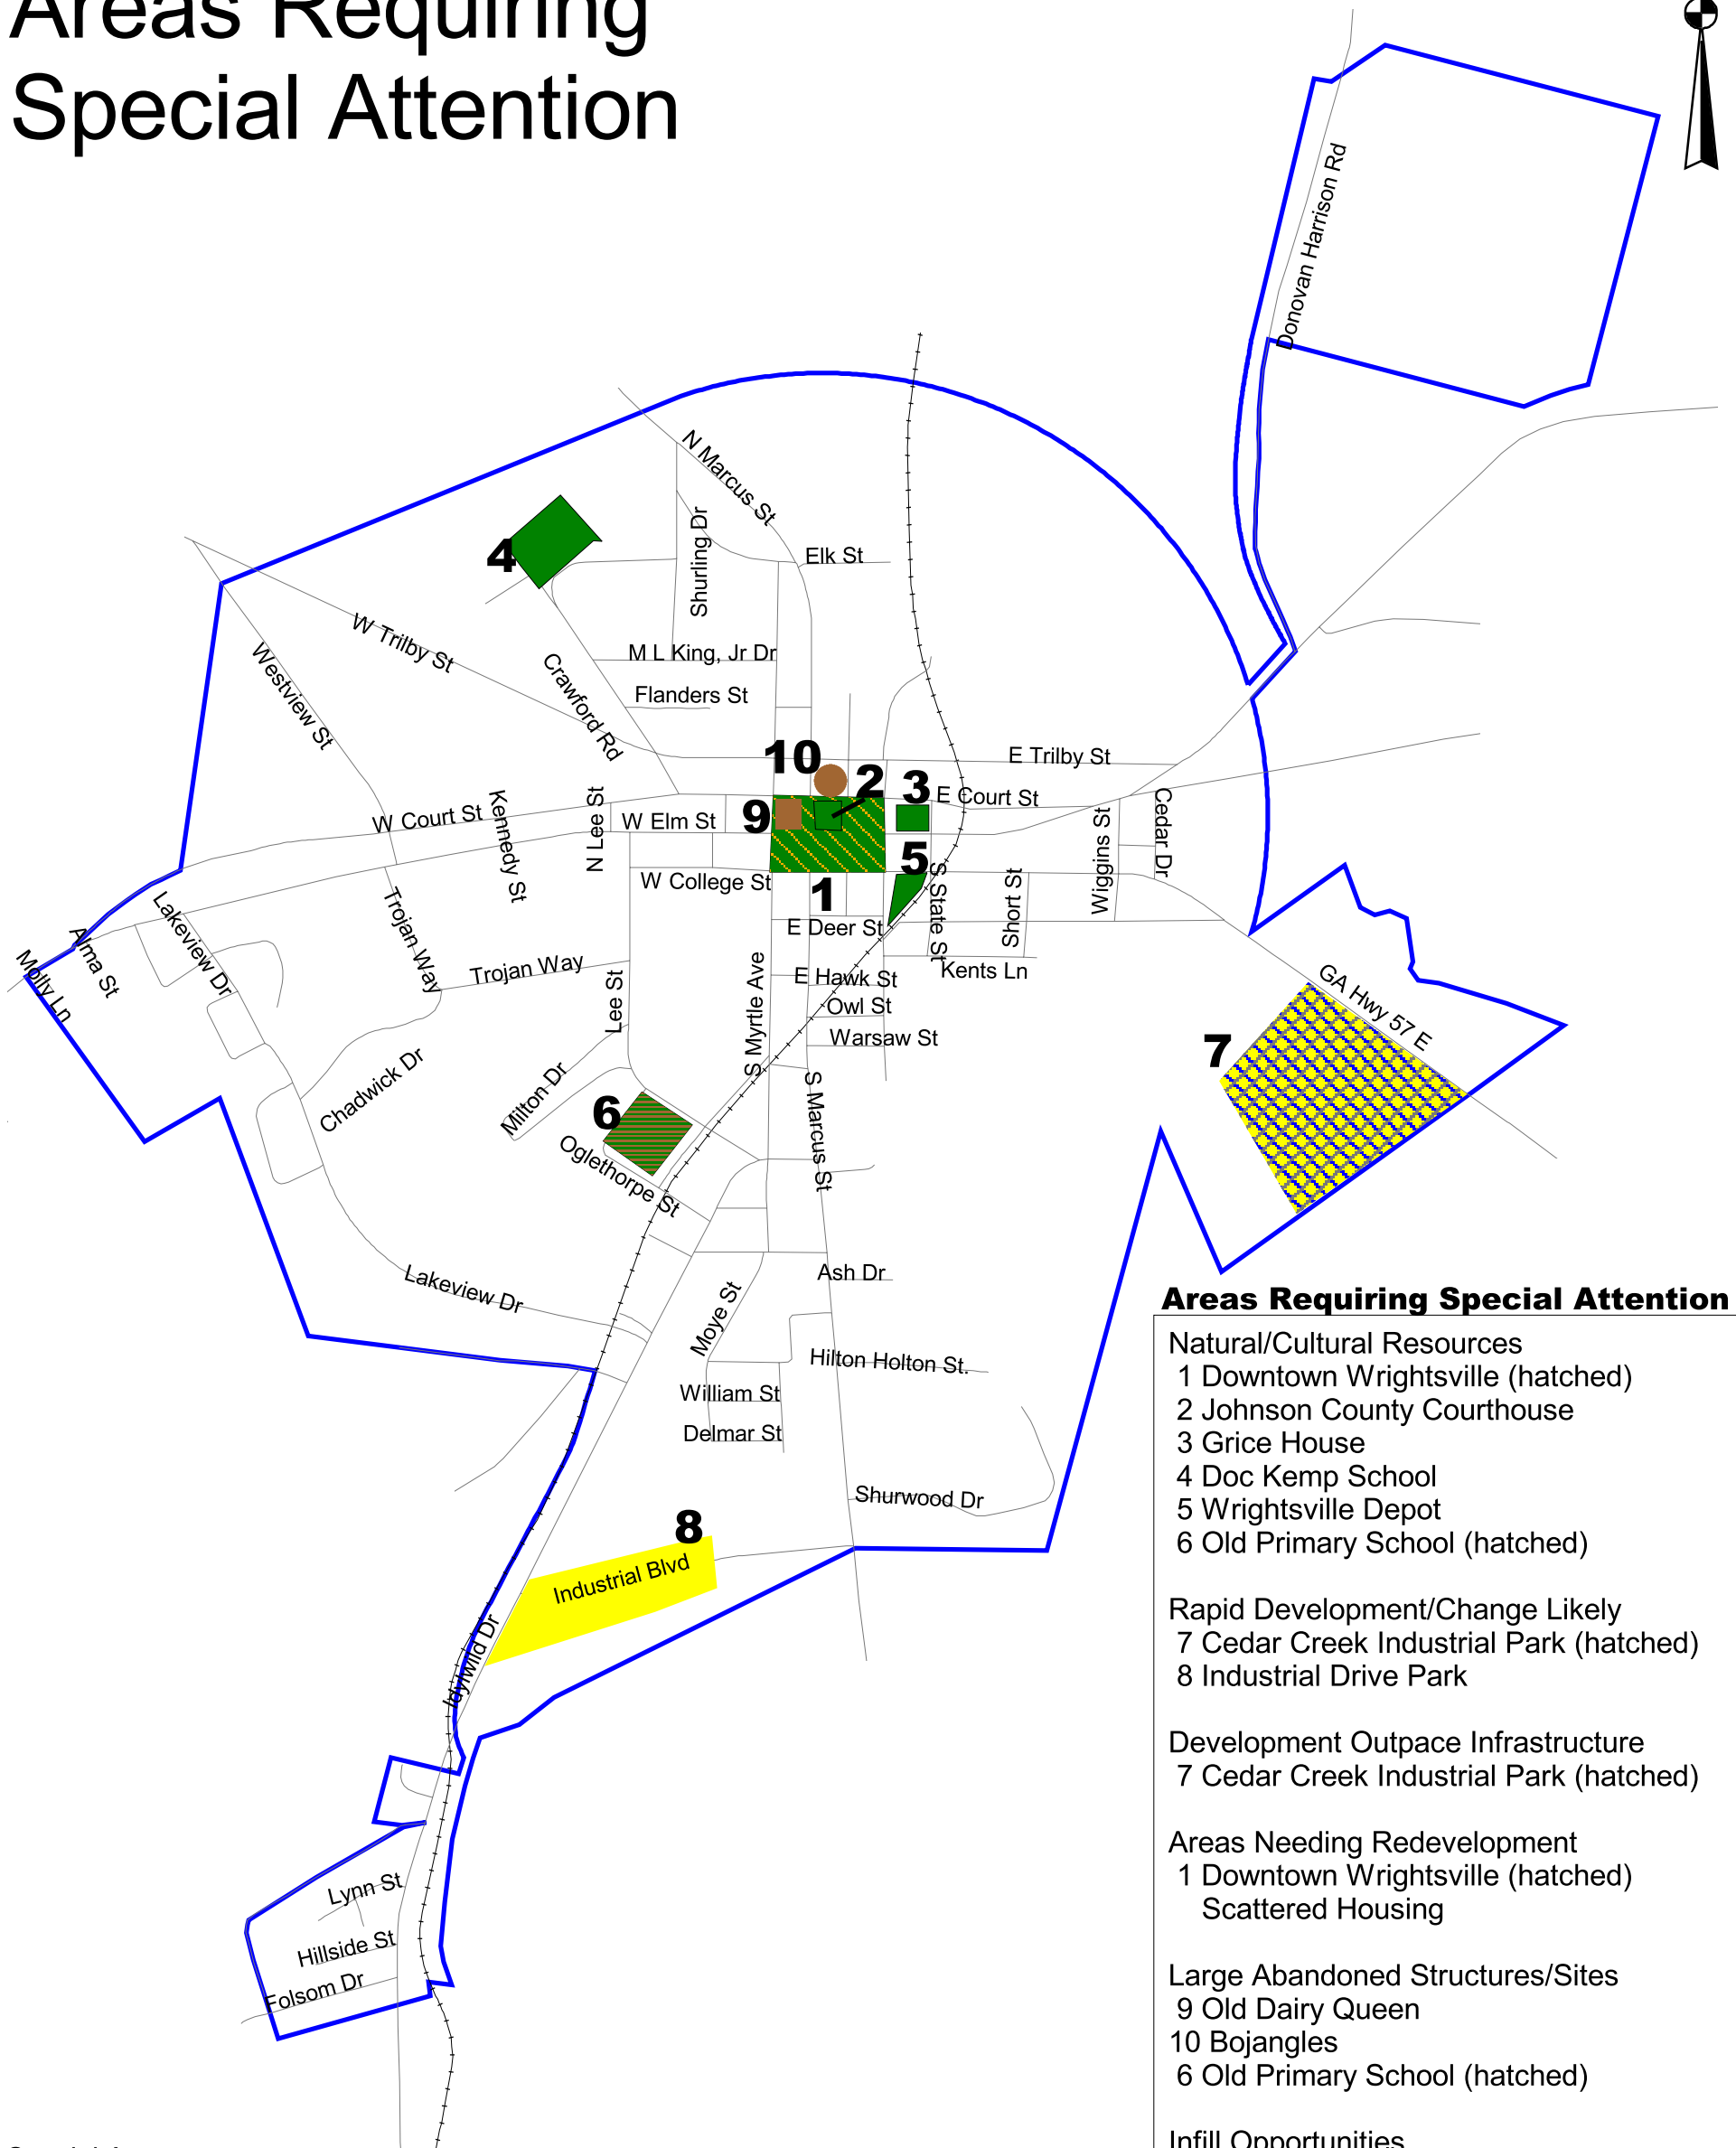 Areas Requiring
Special Attention
Donovan Harrison Rd
N Marcus St
Shurling Dr
Elk St
4
W Trilby St
Westview St
Crawford Rd
M L King, Jr Dr
Flanders St
10
E Trilby St
2
3
E Court St
9
W Court St
Kennedy St
N Lee St
W Elm St
Cedar Dr
Wiggins St
5
W College St
1
S State St
Short St
E Deer St
Lakeview Dr
Trojan Way
Alma St
Molly Ln
Trojan Way
Lee St
S Myrtle Ave
E Hawk St
Kents Ln
Owl St
Warsaw St
GA Hwy 57 E
7
Chadwick Dr
Milton Dr
6
S Marcus St
Oglethorpe St
Lakeview Dr
Moye St
Ash Dr
Hilton Holton St.
William St
Delmar St
Shurwood Dr
8
Industrial Blvd
Idylwild Dr
Lynn St
Hillside St
Folsom Dr
Areas Requiring Special Attention
Natural/Cultural Resources
1 Downtown Wrightsville (hatched)
2 Johnson County Courthouse
3 Grice House
4 Doc Kemp School
5 Wrightsville Depot
6 Old Primary School (hatched)
Rapid Development/Change Likely
7 Cedar Creek Industrial Park (hatched)
8 Industrial Drive Park
Development Outpace Infrastructure
7 Cedar Creek Industrial Park (hatched)
Areas Needing Redevelopment
1 Downtown Wrightsville (hatched)
Scattered Housing
Large Abandoned Structures/Sites
9 Old Dairy Queen
10 Bojangles
6 Old Primary School (hatched)
Infill Opportunities